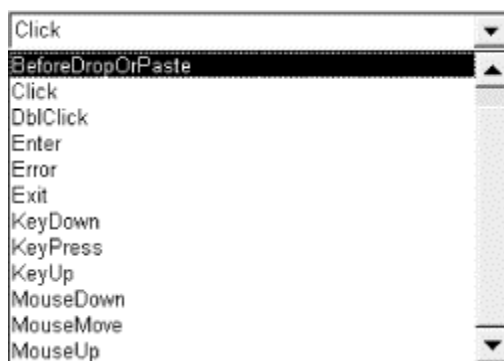 Click
BeforeDropOrPaste
Click
DblClick
Enter
Error
Exit
KeyDown
KeyPress
KeyUp
MouseDown
MouseMove
MouseUp